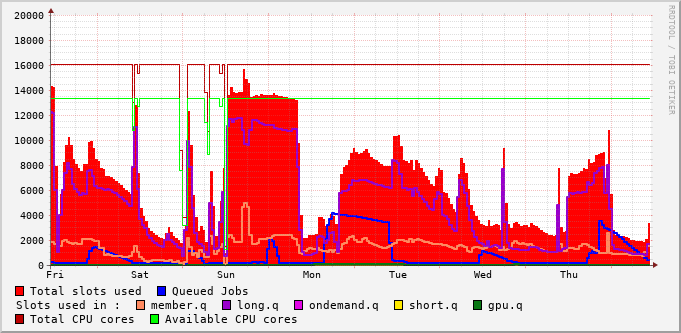 20000
18000
16000
14000
12000
10000
8000
6000
4000
2000
0
Fri Sat Sun Mon Tue Wed Thu
Total slots used Queued Jobs
Slots used in : member.q long.q ondemand.q short.q gpu.q
Total CPU cores Available CPU cores
RRDTOOL / TOBI OETIKER